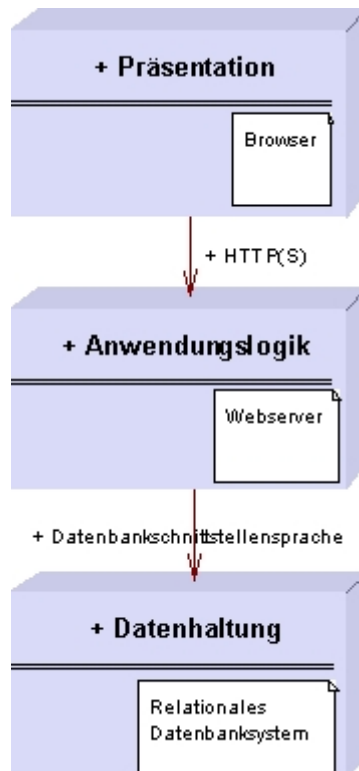 + Präsentation
Browser
+ HTTP(S)
+ Anwendungslogik
Webserver
+ Datenbankschnittstellensprache
+ Datenhaltung
Relationales
Datenbanksystem